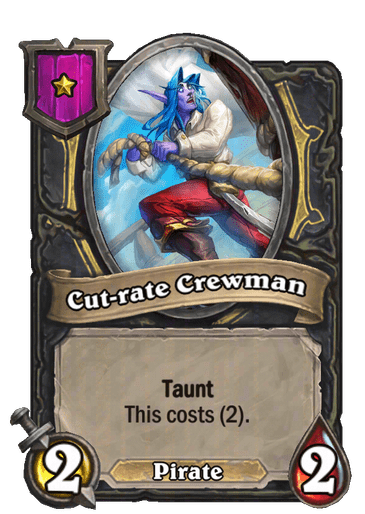 Cut-rate Crewman
Taunt
This costs (2).
2
Pirate
2